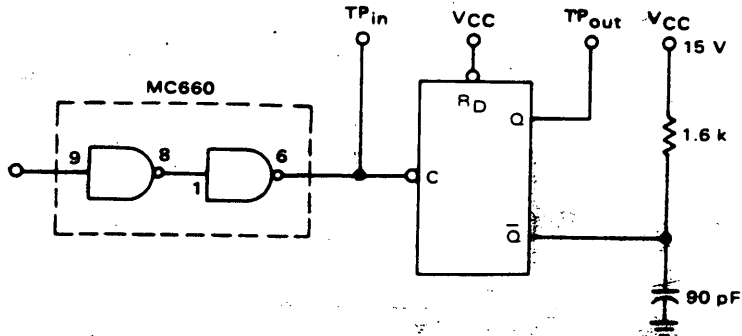 TPin VCC TPout VCC
15 V
MC660
RD
Q
1.6 k
9 8 6
1
C
Q̅
90 pF